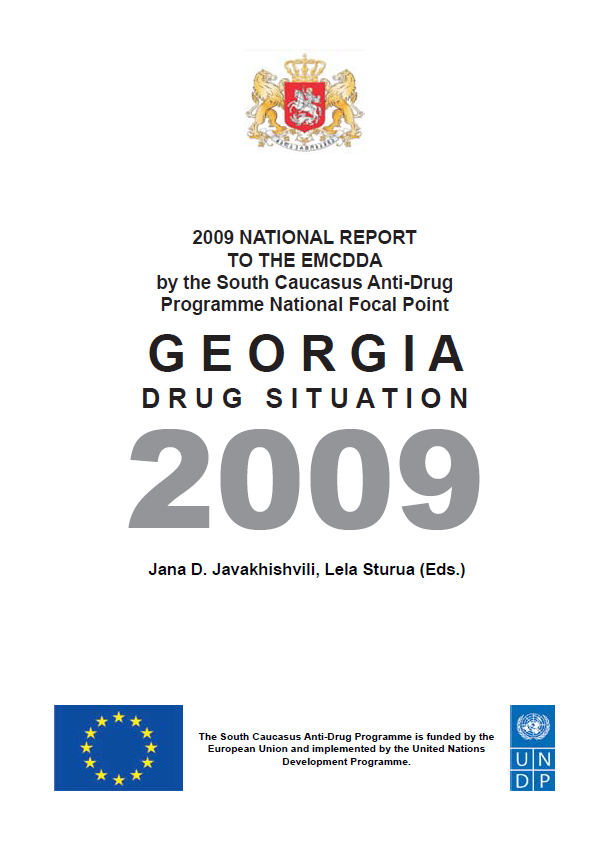 2009 NATIONAL REPORT
TO THE EMCDDA
by the South Caucasus Anti-Drug
Programme National Focal Point
GEORGIA
DRUG SITUATION
2009
Jana D. Javakhishvili, Lela Sturua (Eds.)
The South Caucasus Anti-Drug Programme is funded by the
European Union and implemented by the United Nations
Development Programme.
UN
DP